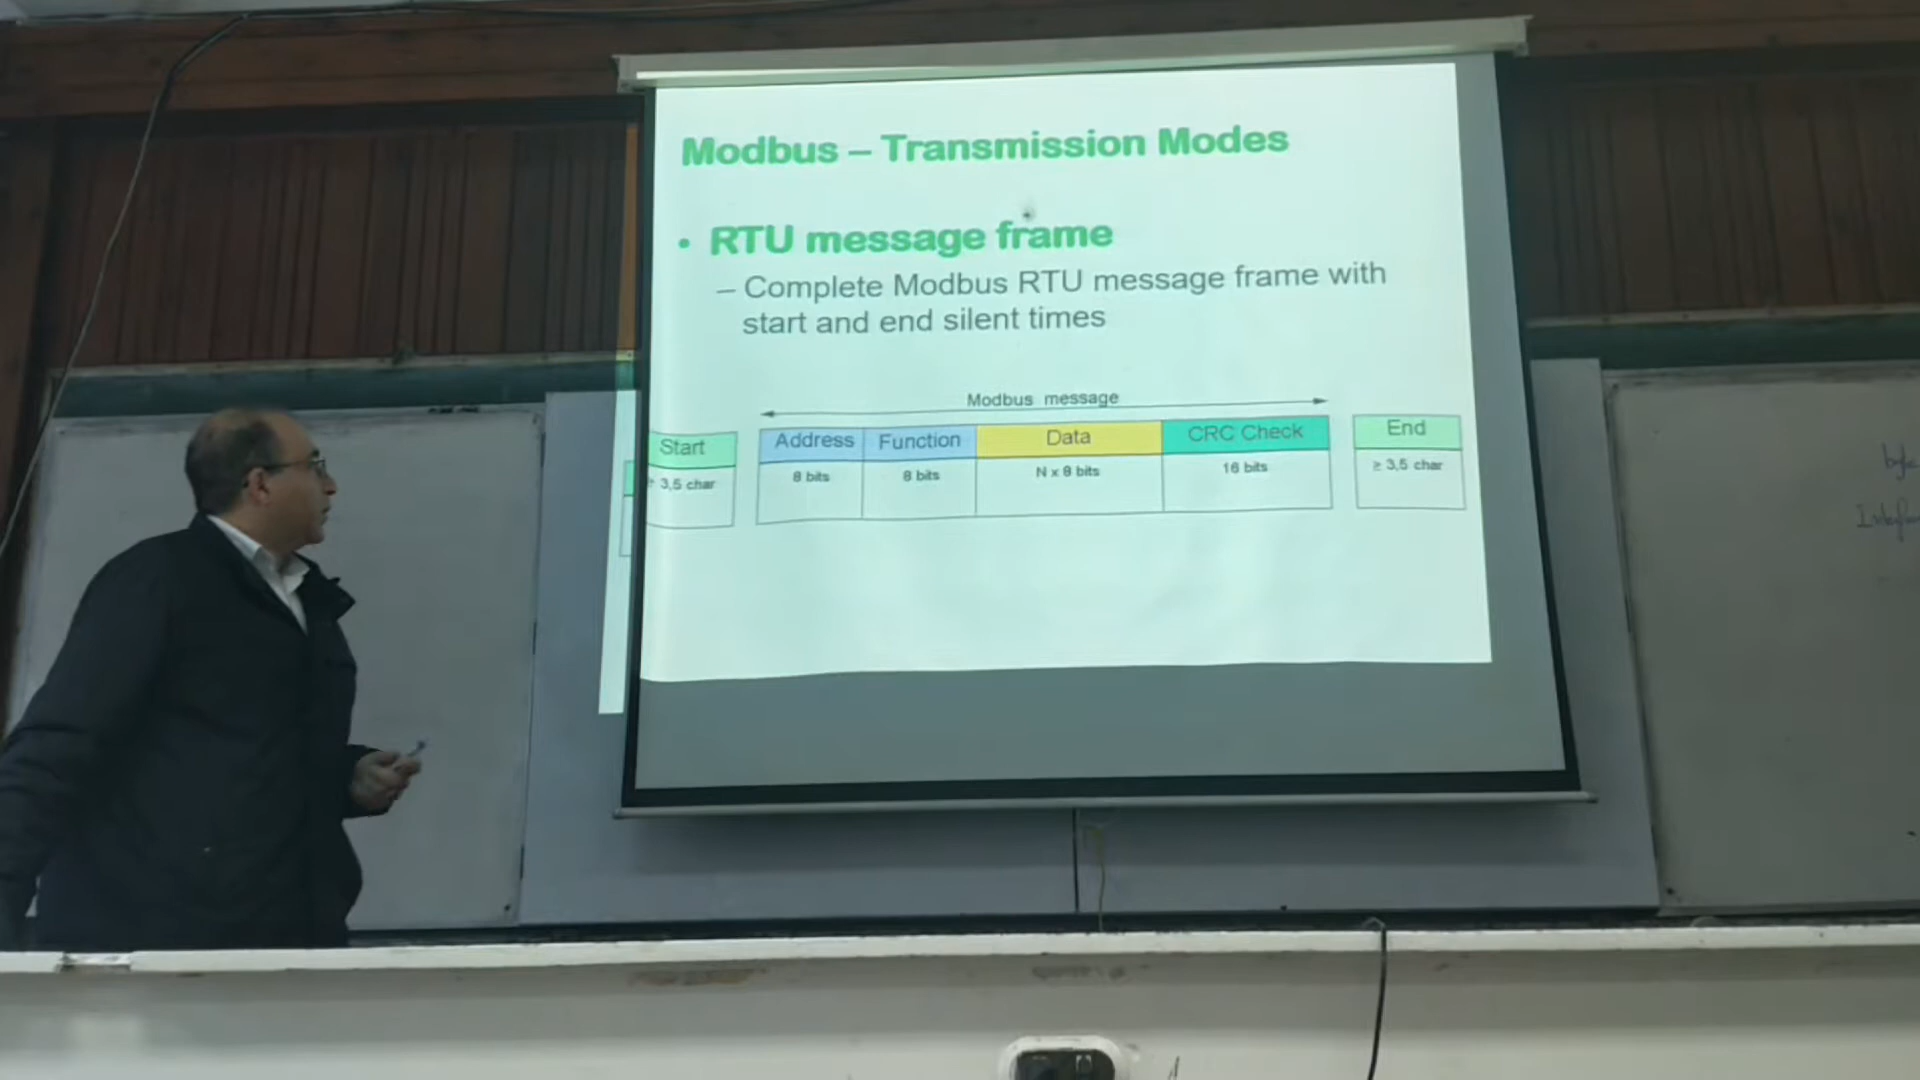 Modbus – Transmission Modes
• RTU message frame
– Complete Modbus RTU message frame with
start and end silent times
Modbus message
Start Address Function Data CRC Check End
≥ 3,5 char 8 bits 8 bits N x 8 bits 16 bits ≥ 3,5 char
byte